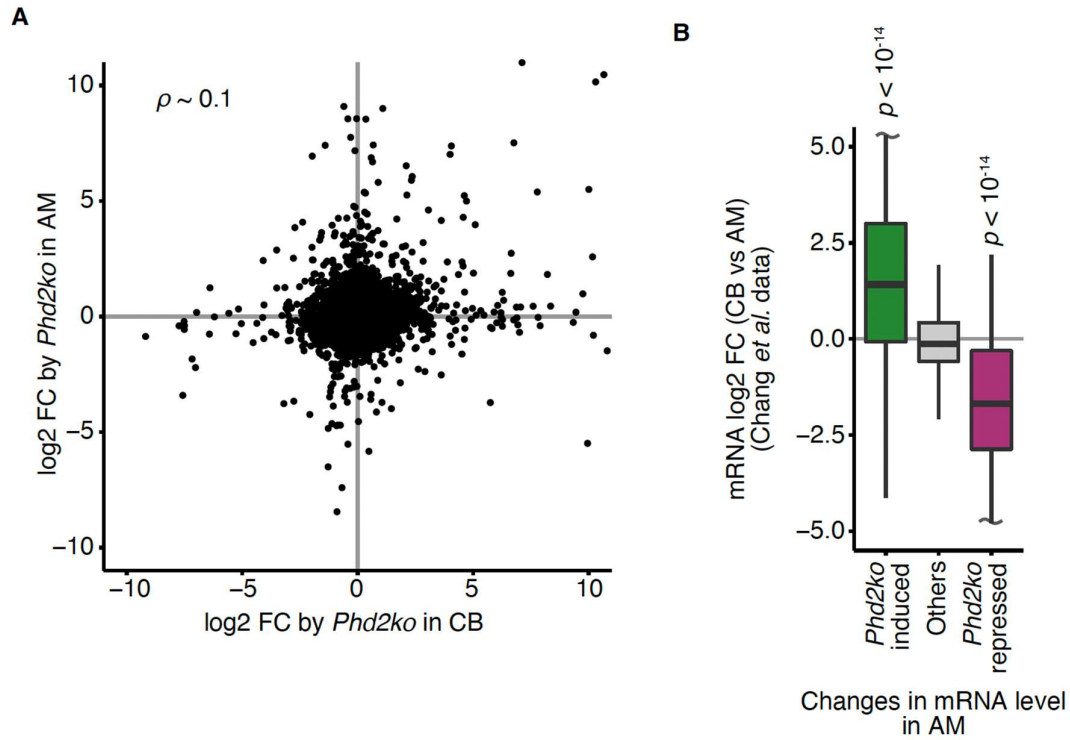 A
ρ ~ 0.1
10
5
0
−5
−10
−10
−5
0
5
10
log2 FC by Phd2ko in AM
log2 FC by Phd2ko in CB
B
p < 10-14
p < 10-14
5.0
2.5
0.0
−2.5
−5.0
mRNA log2 FC (CB vs AM)
(Chang et al. data)
Phd2ko
induced
Others
Phd2ko
repressed
Changes in mRNA level
in AM